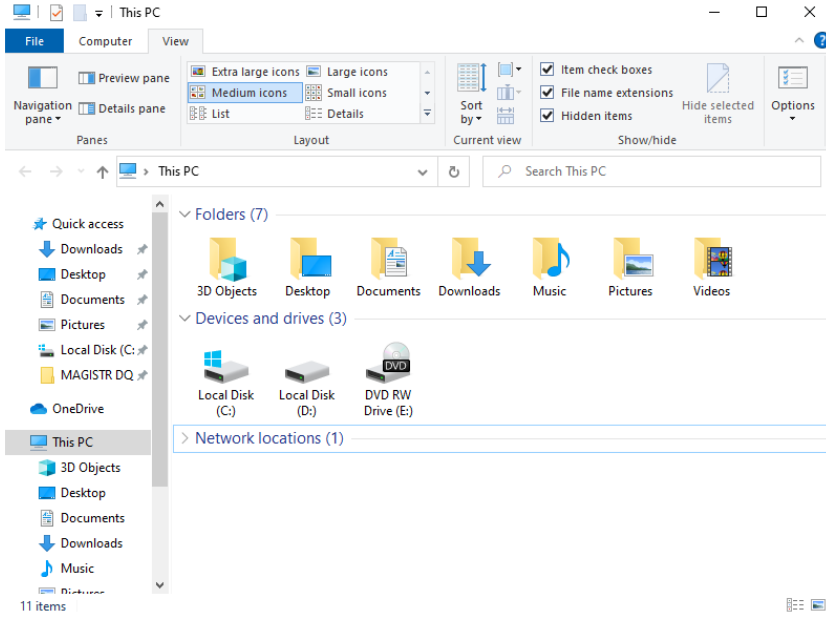 This PC
File Computer View
Extra large icons Large icons
Preview pane
Medium icons Small icons
Navigation pane
Details pane
List Details
Sort by
Item check boxes
File name extensions
Hidden items
Hide selected items
Options
Panes Layout Current view Show/hide
This PC
Search This PC
Quick access
Downloads
Desktop
Documents
Pictures
Local Disk (C:
MAGISTR DQ
OneDrive
This PC
3D Objects
Desktop
Documents
Downloads
Music
Pictures
Folders (7)
3D Objects Desktop Documents Downloads Music Pictures Videos
Devices and drives (3)
Local Disk (C:)
Local Disk (D:)
DVD
DVD RW Drive (E:)
Network locations (1)
11 items